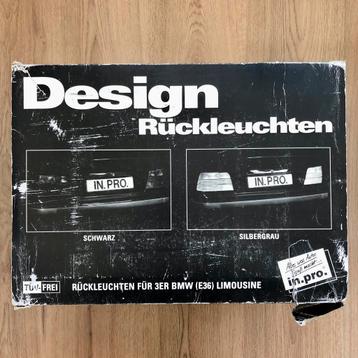 Design
Rückleuchten
IN.PRO.
IN.PRO.
SCHWARZ
SILBERGRAU
TÜV-FREI
RÜCKLEUCHTEN FÜR 3ER BMW (E36) LIMOUSINE
in.pro.